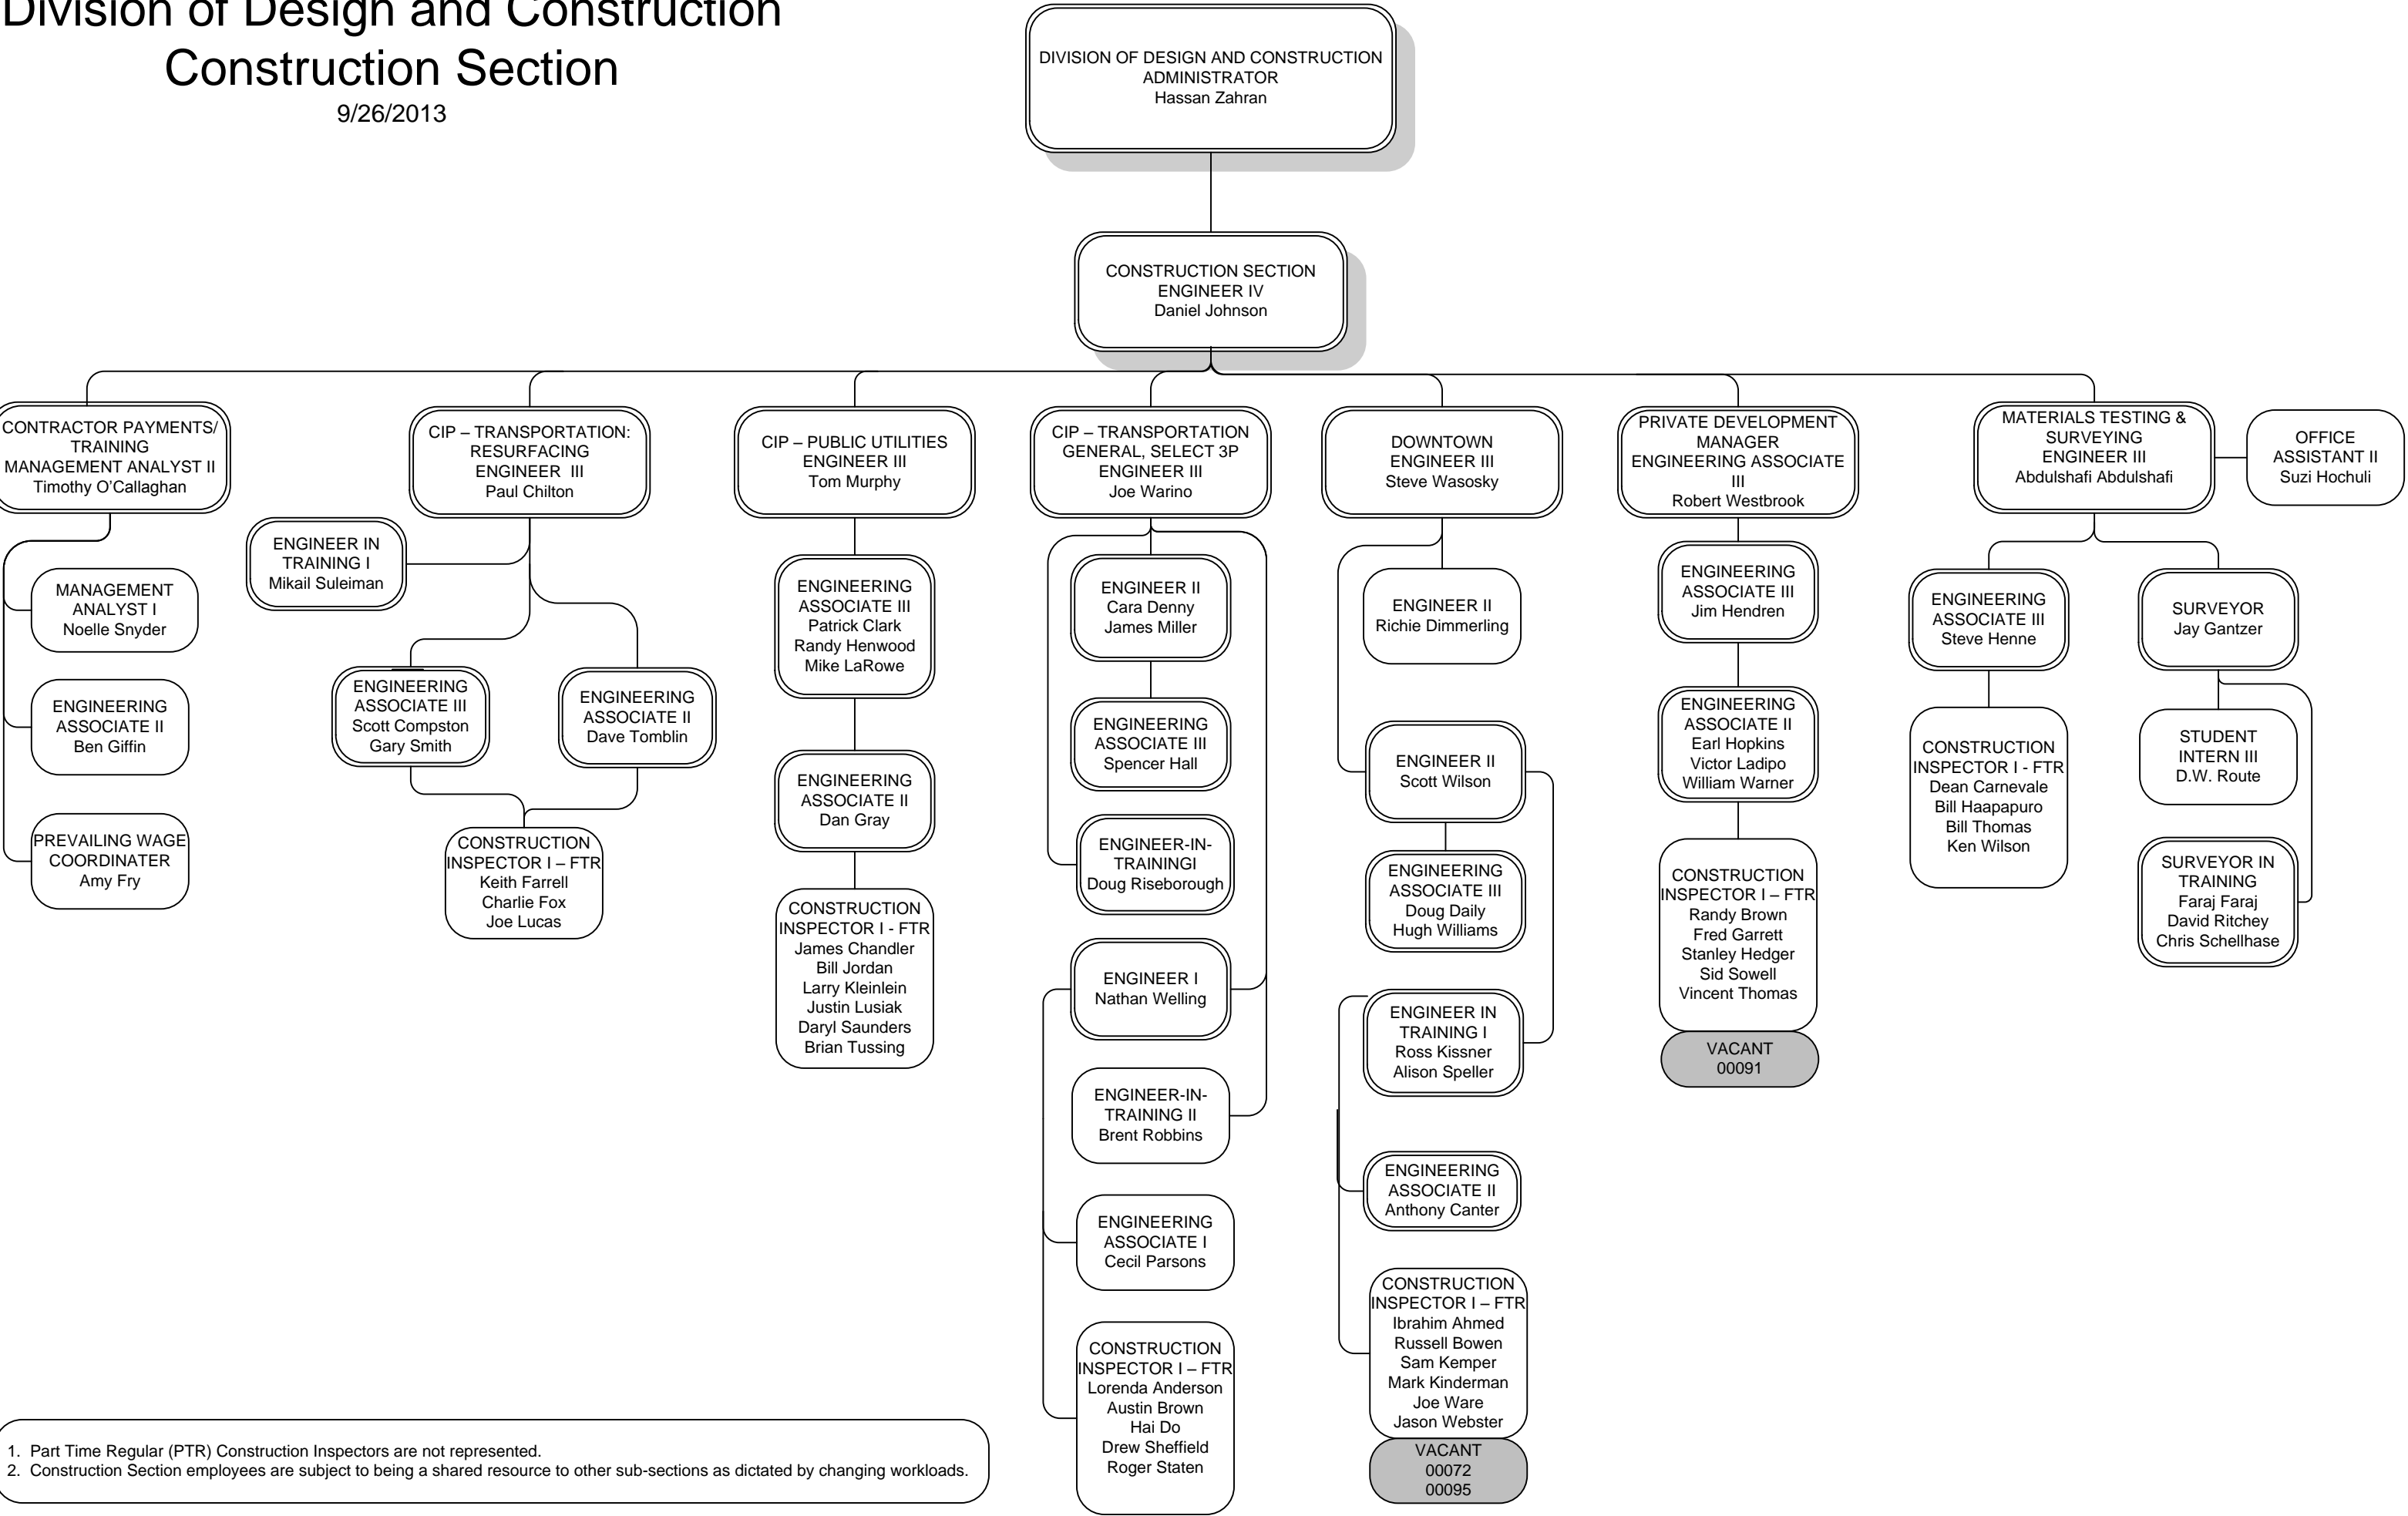 Division of Design and Construction
Construction Section
9/26/2013
DIVISION OF DESIGN AND CONSTRUCTION
ADMINISTRATOR
Hassan Zahran
CONSTRUCTION SECTION
ENGINEER IV
Daniel Johnson
CONTRACTOR PAYMENTS/
TRAINING
MANAGEMENT ANALYST II
Timothy O’Callaghan
MANAGEMENT
ANALYST I
Noelle Snyder
ENGINEERING
ASSOCIATE II
Ben Giffin
PREVAILING WAGE
COORDINATER
Amy Fry
CIP – TRANSPORTATION:
RESURFACING
ENGINEER III
Paul Chilton
ENGINEER IN
TRAINING I
Mikail Suleiman
ENGINEERING
ASSOCIATE III
Scott Compston
Gary Smith
ENGINEERING
ASSOCIATE II
Dave Tomblin
CONSTRUCTION
INSPECTOR I – FTR
Keith Farrell
Charlie Fox
Joe Lucas
CIP – PUBLIC UTILITIES
ENGINEER III
Tom Murphy
ENGINEERING
ASSOCIATE III
Patrick Clark
Randy Henwood
Mike LaRowe
ENGINEERING
ASSOCIATE II
Dan Gray
CONSTRUCTION
INSPECTOR I - FTR
James Chandler
Bill Jordan
Larry Kleinlein
Justin Lusiak
Daryl Saunders
Brian Tussing
CIP – TRANSPORTATION
GENERAL, SELECT 3P
ENGINEER III
Joe Warino
ENGINEER II
Cara Denny
James Miller
ENGINEERING
ASSOCIATE III
Spencer Hall
ENGINEER-IN-
TRAININGI
Doug Riseborough
ENGINEER I
Nathan Welling
ENGINEER-IN-
TRAINING II
Brent Robbins
ENGINEERING
ASSOCIATE I
Cecil Parsons
CONSTRUCTION
INSPECTOR I – FTR
Lorenda Anderson
Austin Brown
Hai Do
Drew Sheffield
Roger Staten
DOWNTOWN
ENGINEER III
Steve Wasosky
ENGINEER II
Richie Dimmerling
ENGINEER II
Scott Wilson
ENGINEERING
ASSOCIATE III
Doug Daily
Hugh Williams
ENGINEER IN
TRAINING I
Ross Kissner
Alison Speller
ENGINEERING
ASSOCIATE II
Anthony Canter
CONSTRUCTION
INSPECTOR I – FTR
Ibrahim Ahmed
Russell Bowen
Sam Kemper
Mark Kinderman
Joe Ware
Jason Webster
VACANT
00072
00095
PRIVATE DEVELOPMENT
MANAGER
ENGINEERING ASSOCIATE
III
Robert Westbrook
ENGINEERING
ASSOCIATE III
Jim Hendren
ENGINEERING
ASSOCIATE II
Earl Hopkins
Victor Ladipo
William Warner
CONSTRUCTION
INSPECTOR I – FTR
Randy Brown
Fred Garrett
Stanley Hedger
Sid Sowell
Vincent Thomas
VACANT
00091
MATERIALS TESTING &
SURVEYING
ENGINEER III
Abdulshafi Abdulshafi
OFFICE
ASSISTANT II
Suzi Hochuli
ENGINEERING
ASSOCIATE III
Steve Henne
CONSTRUCTION
INSPECTOR I - FTR
Dean Carnevale
Bill Haapapuro
Bill Thomas
Ken Wilson
SURVEYOR
Jay Gantzer
STUDENT
INTERN III
D.W. Route
SURVEYOR IN
TRAINING
Faraj Faraj
David Ritchey
Chris Schellhase
1. Part Time Regular (PTR) Construction Inspectors are not represented.
2. Construction Section employees are subject to being a shared resource to other sub-sections as dictated by changing workloads.